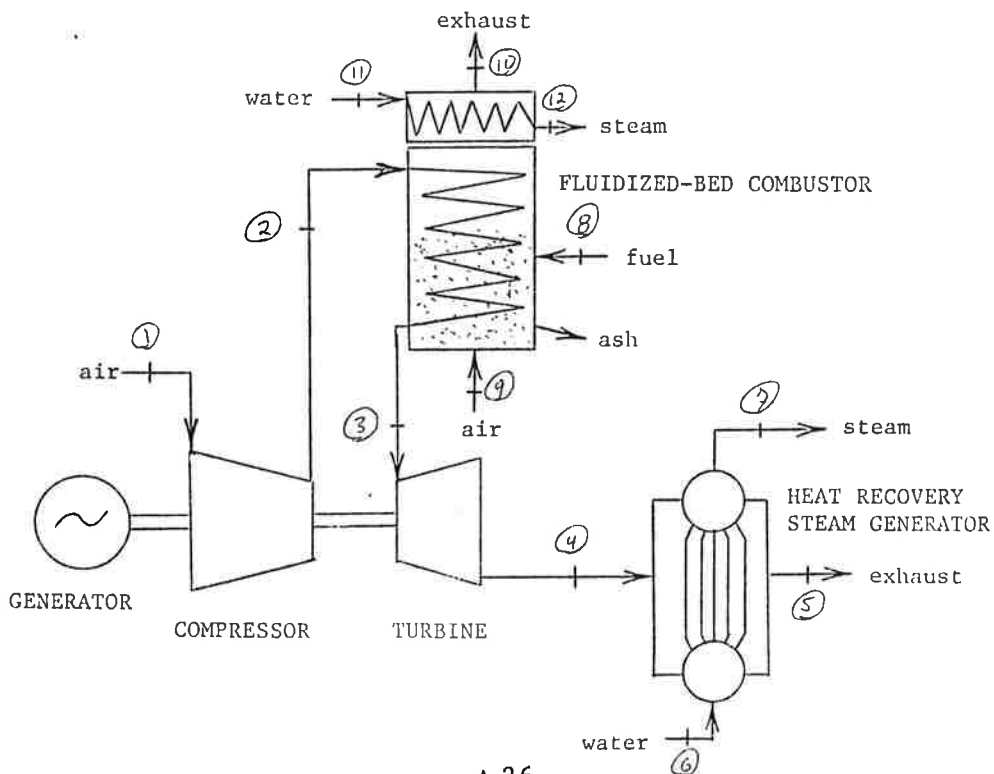 exhaust
10
11
water
12
steam
FLUIDIZED-BED COMBUSTOR
2
8
fuel
1
ash
air
9
3
air
7
steam
HEAT RECOVERY
STEAM GENERATOR
4
exhaust
5
GENERATOR
COMPRESSOR
TURBINE
water
6